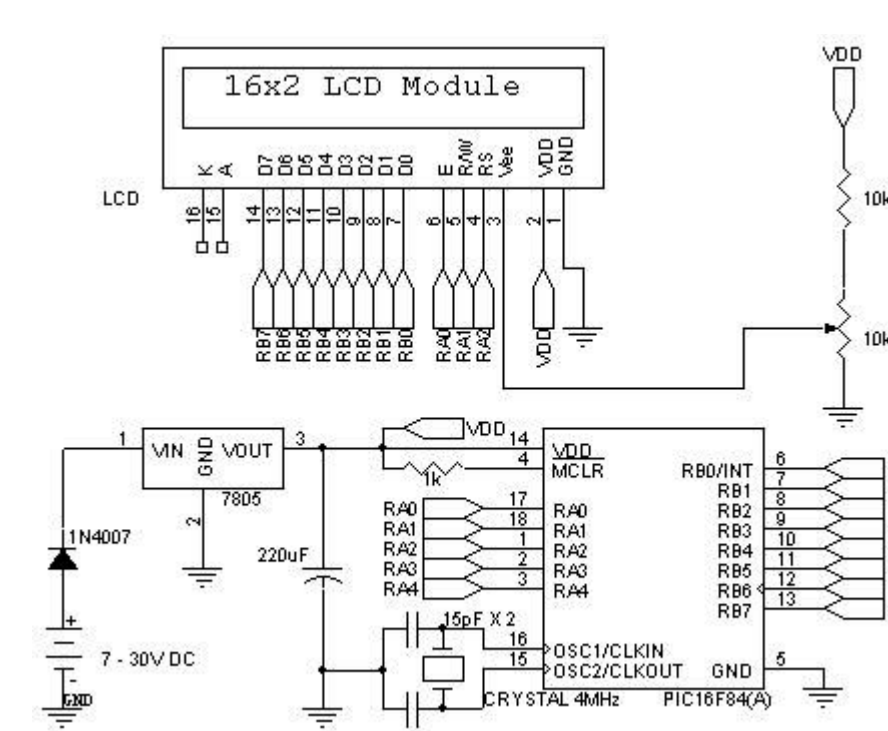 16x2 LCD Module
VDD
K A D7 D6 D5 D4 D3 D2 D1 D0 E R/W RS Vee VDD GND
LCD
16 15 14 13 12 11 10 9 8 7 6 5 4 3 2 1
10k
RB7 RB6 RB5 RB4 RB3 RB2 RB1 RB0 RA0 RA1 RA2 VDD
10k
1 VIN GND VOUT 3
7805
2
1N4007
220uF
+
7 - 30V DC
-
GND
VDD
1k
14 VDD
4 MCLR
RA0 17 RA0
RA1 18 RA1
RA2 1 RA2
RA3 2 RA3
RA4 3 RA4
15pF X 2
16 OSC1/CLKIN
15 OSC2/CLKOUT
CRYSTAL 4MHz
RB0/INT 6
RB1 7
RB2 8
RB3 9
RB4 10
RB5 11
RB6 12
RB7 13
GND 5
PIC16F84(A)